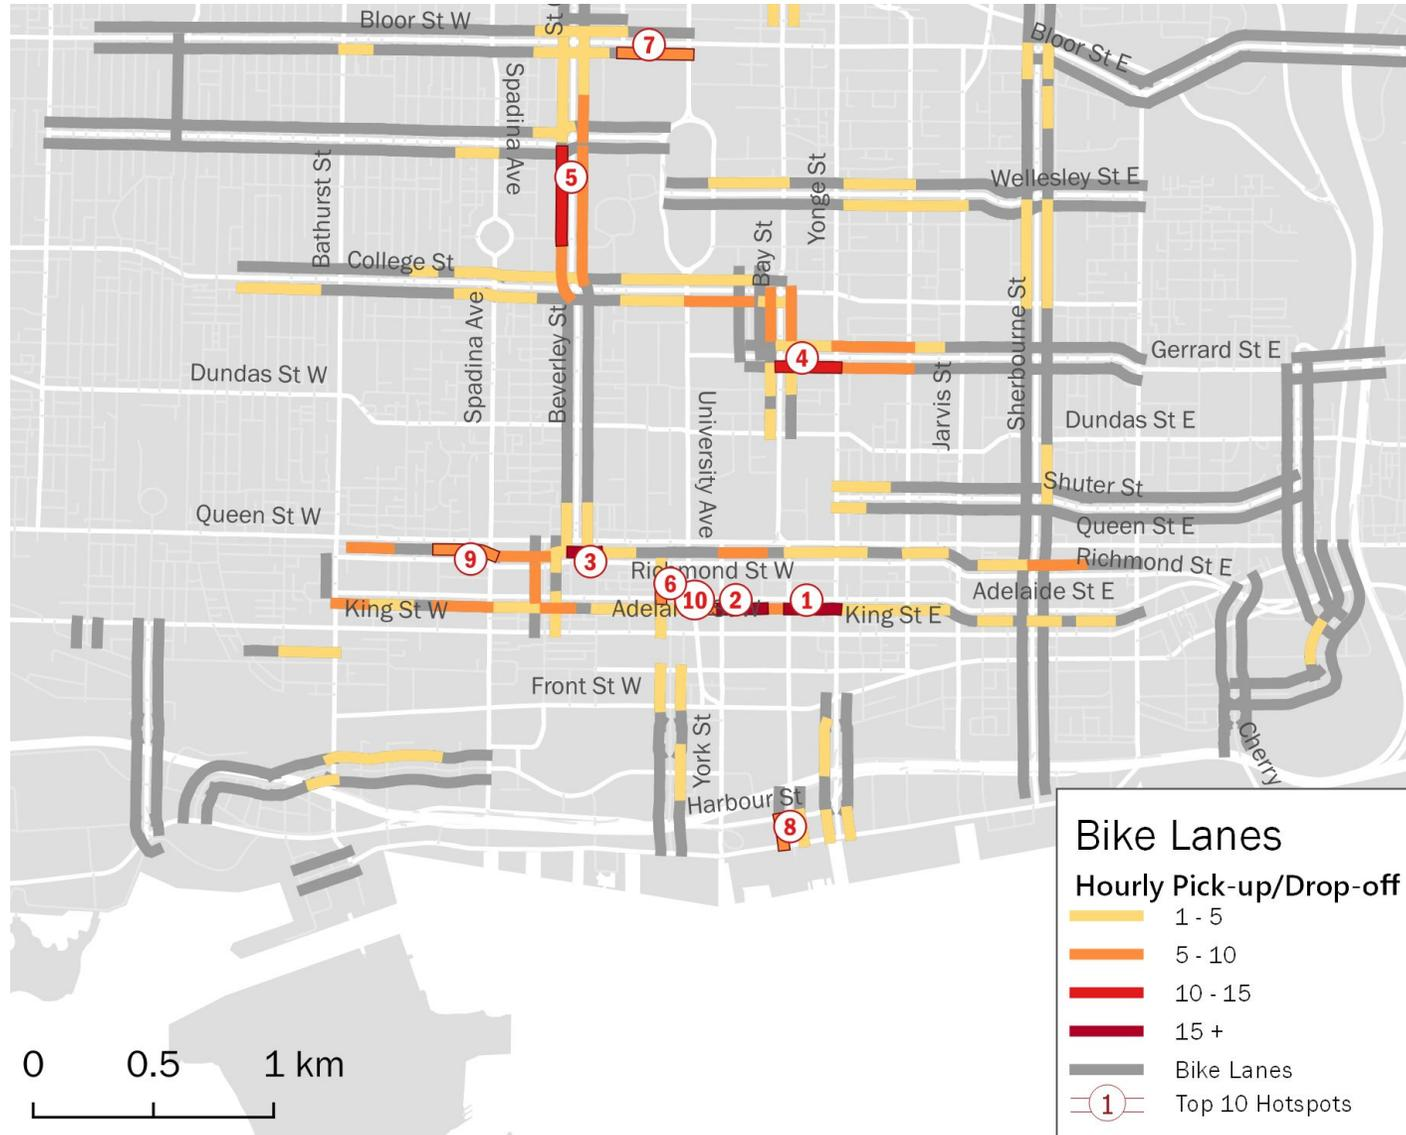 Bloor St W
St
7
Bloor St E
Spadina Ave
Bathurst St
5
Yonge St
Wellesley St E
College St
Bay St
Spadina Ave
Beverley St
Sherbourne St
4
Gerrard St E
Dundas St W
University Ave
Jarvis St
Dundas St E
Shuter St
Queen St W
Queen St E
9
3
Richmond St W
Richmond St E
6
10
2
1
Adelaide St E
King St W
King St E
Front St W
York St
Cherry
Harbour St
8
Bike Lanes
Hourly Pick-up/Drop-off
1 - 5
5 - 10
10 - 15
15 +
Bike Lanes
1 Top 10 Hotspots
0 0.5 1 km